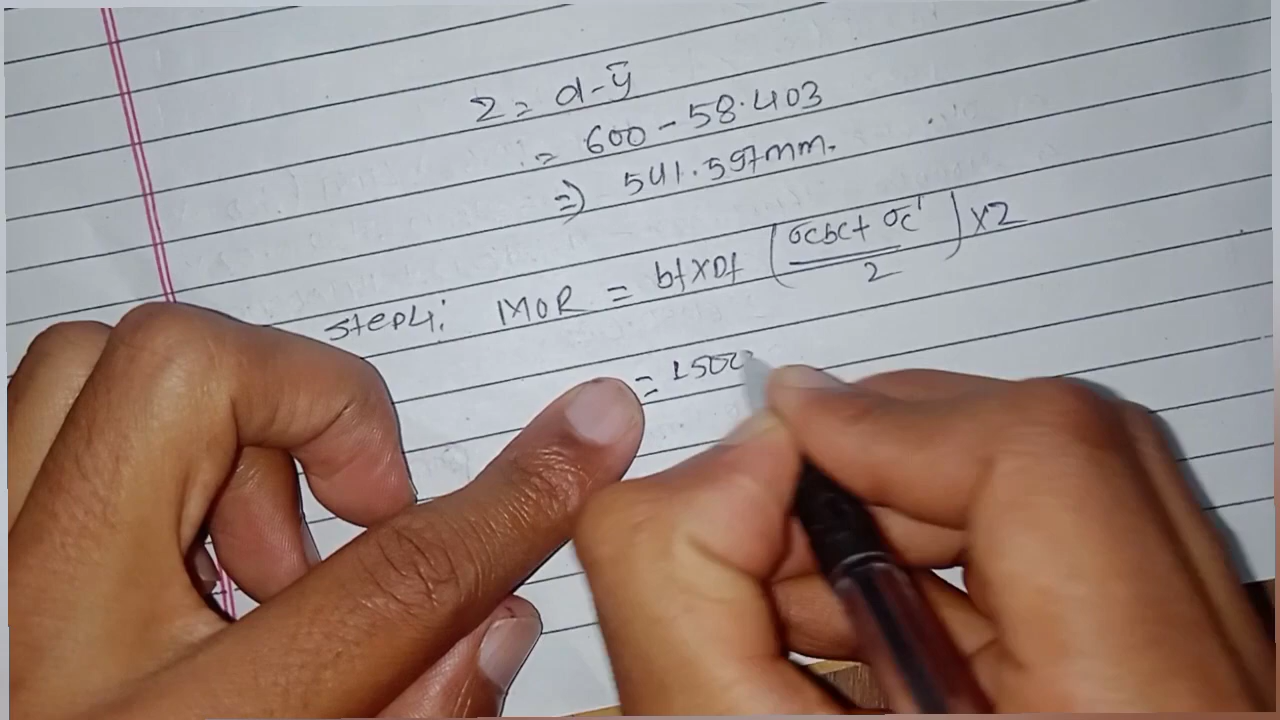 Z = d-ȳ
= 600 - 58.403
⇒ 541.597mm.
Step4: MOR = bf×Df (σcbc + σc' / 2) ×Z
= 1500